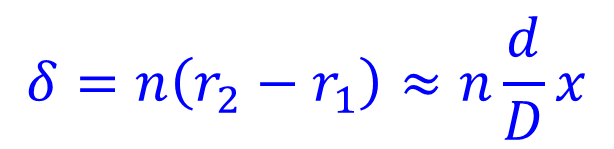 δ = n(r₂ − r₁) ≈ n d/D x